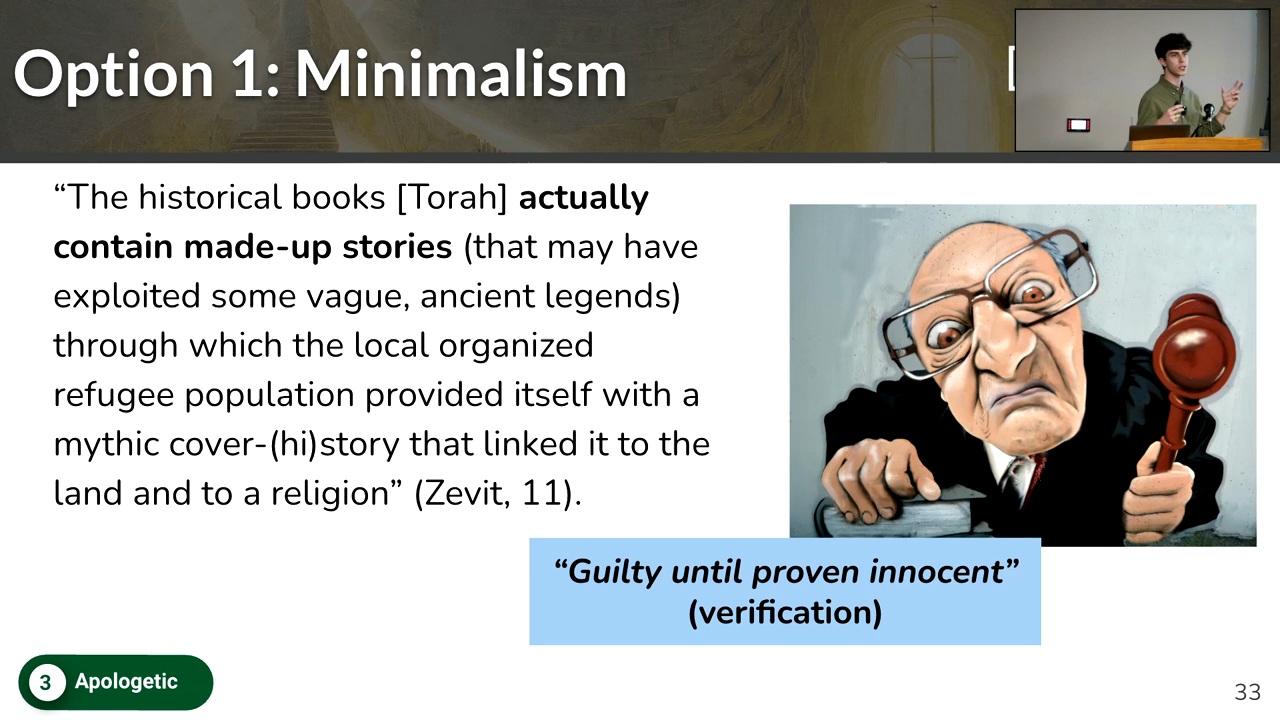 Option 1: Minimalism
“The historical books [Torah] actually
contain made-up stories (that may have
exploited some vague, ancient legends)
through which the local organized
refugee population provided itself with a
mythic cover-(hi)story that linked it to the
land and to a religion” (Zevit, 11).
“Guilty until proven innocent”
(verification)
3 Apologetic
33